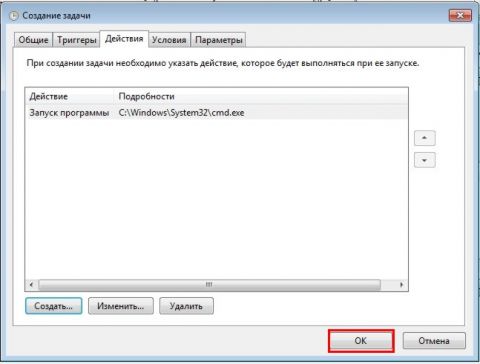 Создание задачи
Общие Триггеры Действия Условия Параметры
При создании задачи необходимо указать действие, которое будет выполняться при ее запуске.
Действие Подробности
Запуск программы C:\Windows\System32\cmd.exe
Создать... Изменить... Удалить
ОК Отмена